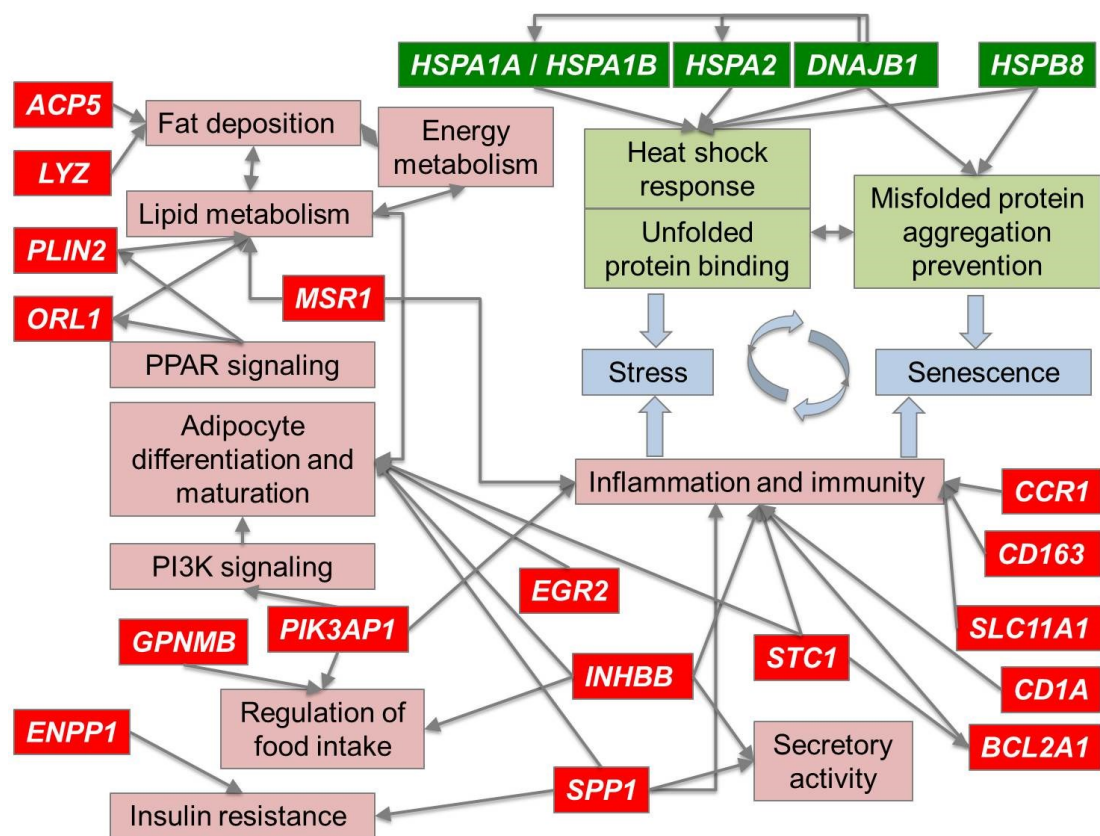 HSPA1A / HSPA1B
HSPA2
DNAJB1
HSPB8
ACP5
LYZ
Fat deposition
Energy
metabolism
Lipid metabolism
PLIN2
ORL1
MSR1
PPAR signaling
Heat shock
response
Unfolded
protein binding
Misfolded protein
aggregation
prevention
Stress
Senescence
Adipocyte
differentiation and
maturation
Inflammation and immunity
PI3K signaling
EGR2
CCR1
CD163
SLC11A1
CD1A
BCL2A1
GPNMB
PIK3AP1
INHBB
STC1
Regulation of
food intake
ENPP1
Secretory
activity
SPP1
Insulin resistance